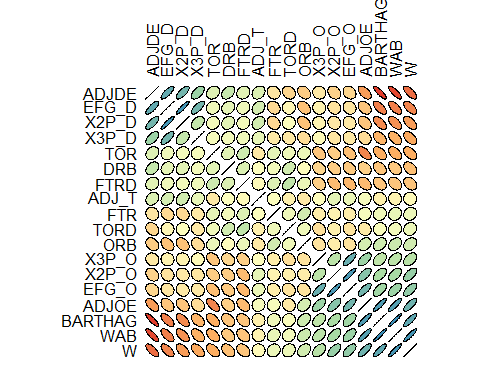 ADJDE
EFG_D
X2P_D
X3P_D
TOR
DRB
FTRD
ADJ_T
FTR
TORD
ORB
X3P_O
X2P_O
EFG_O
ADJOE
BARTHAG
WAB
W
ADJDE
EFG_D
X2P_D
X3P_D
TOR
DRB
FTRD
ADJ_T
FTR
TORD
ORB
X3P_O
X2P_O
EFG_O
ADJOE
BARTHAG
WAB
W